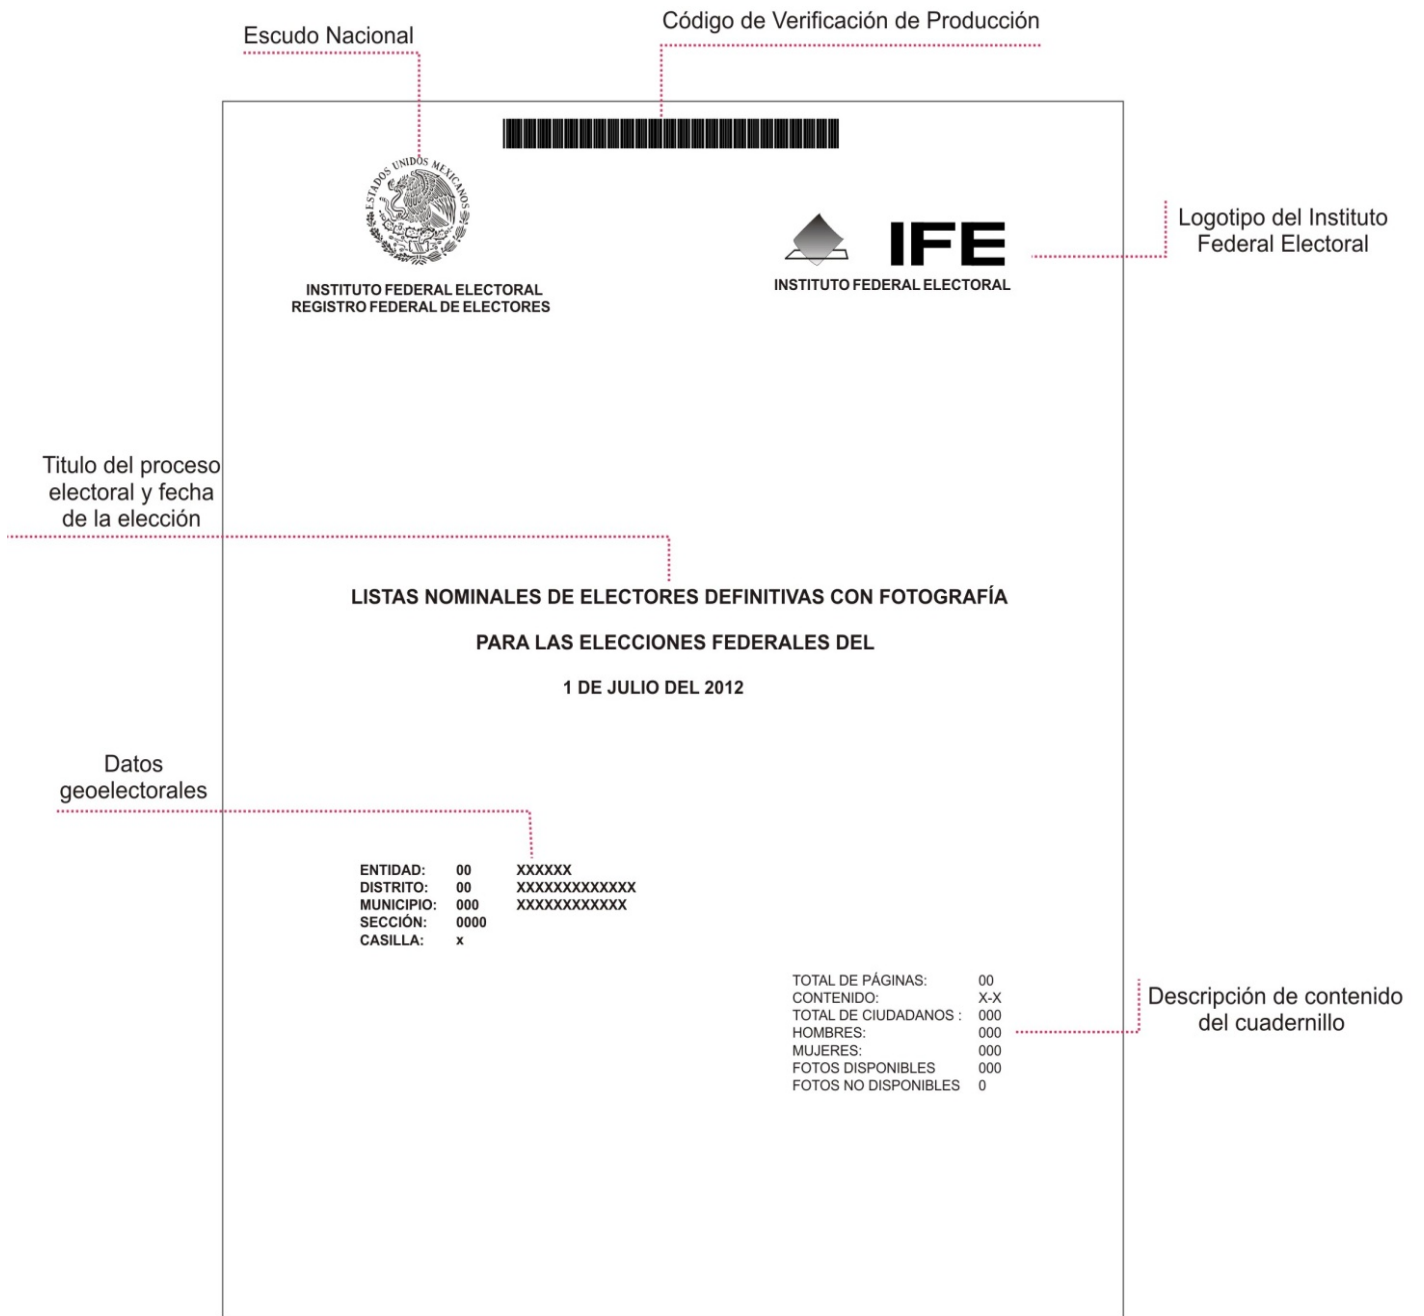 Escudo Nacional
Código de Verificación de Producción
ESTADOS UNIDOS MEXICANOS
INSTITUTO FEDERAL ELECTORAL
REGISTRO FEDERAL DE ELECTORES
IFE
INSTITUTO FEDERAL ELECTORAL
Logotipo del Instituto
Federal Electoral
Titulo del proceso
electoral y fecha
de la elección
LISTAS NOMINALES DE ELECTORES DEFINITIVAS CON FOTOGRAFÍA
PARA LAS ELECCIONES FEDERALES DEL
1 DE JULIO DEL 2012
Datos
geoelectorales
ENTIDAD: 00 XXXXXX
DISTRITO: 00 XXXXXXXXXXXXX
MUNICIPIO: 000 XXXXXXXXXXXX
SECCIÓN: 0000
CASILLA: x
TOTAL DE PÁGINAS: 00
CONTENIDO: X-X
TOTAL DE CIUDADANOS : 000
HOMBRES: 000
MUJERES: 000
FOTOS DISPONIBLES 000
FOTOS NO DISPONIBLES 0
Descripción de contenido
del cuadernillo